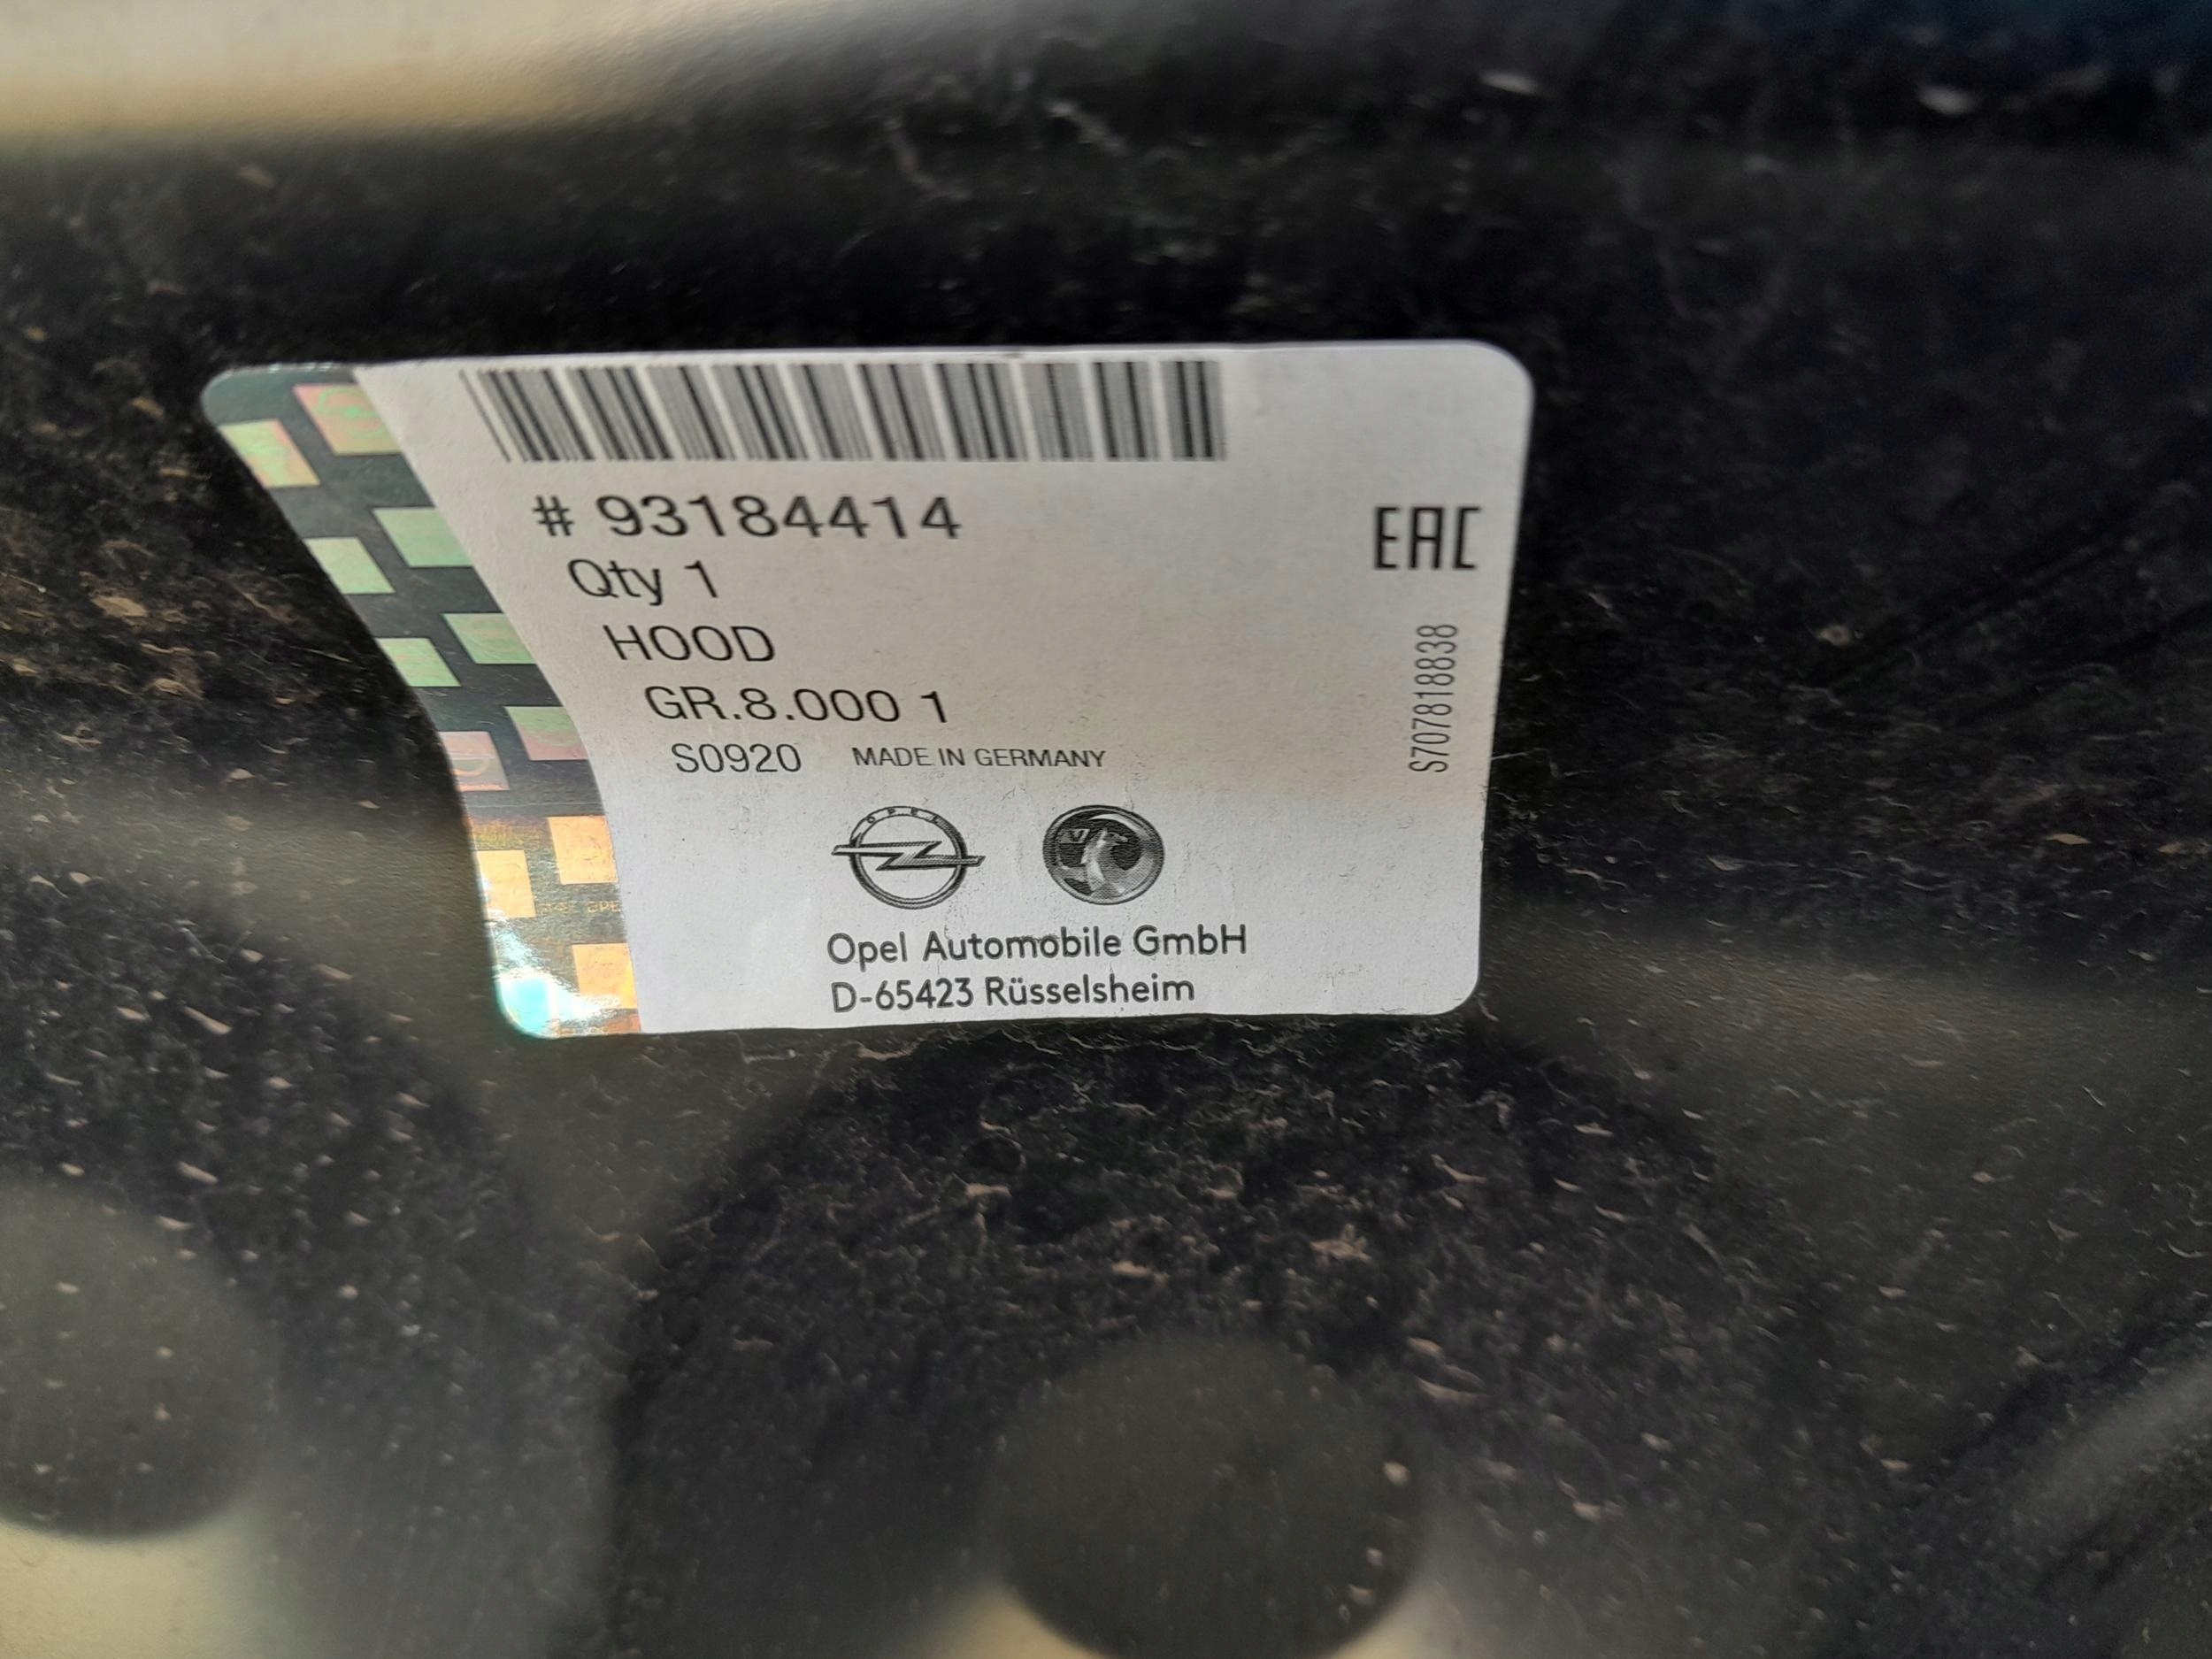 # 93184414
Qty 1
HOOD
GR.8.000 1
S0920 MADE IN GERMANY
EAC
S707818838
OPEL
Opel Automobile GmbH
D-65423 Rüsselsheim